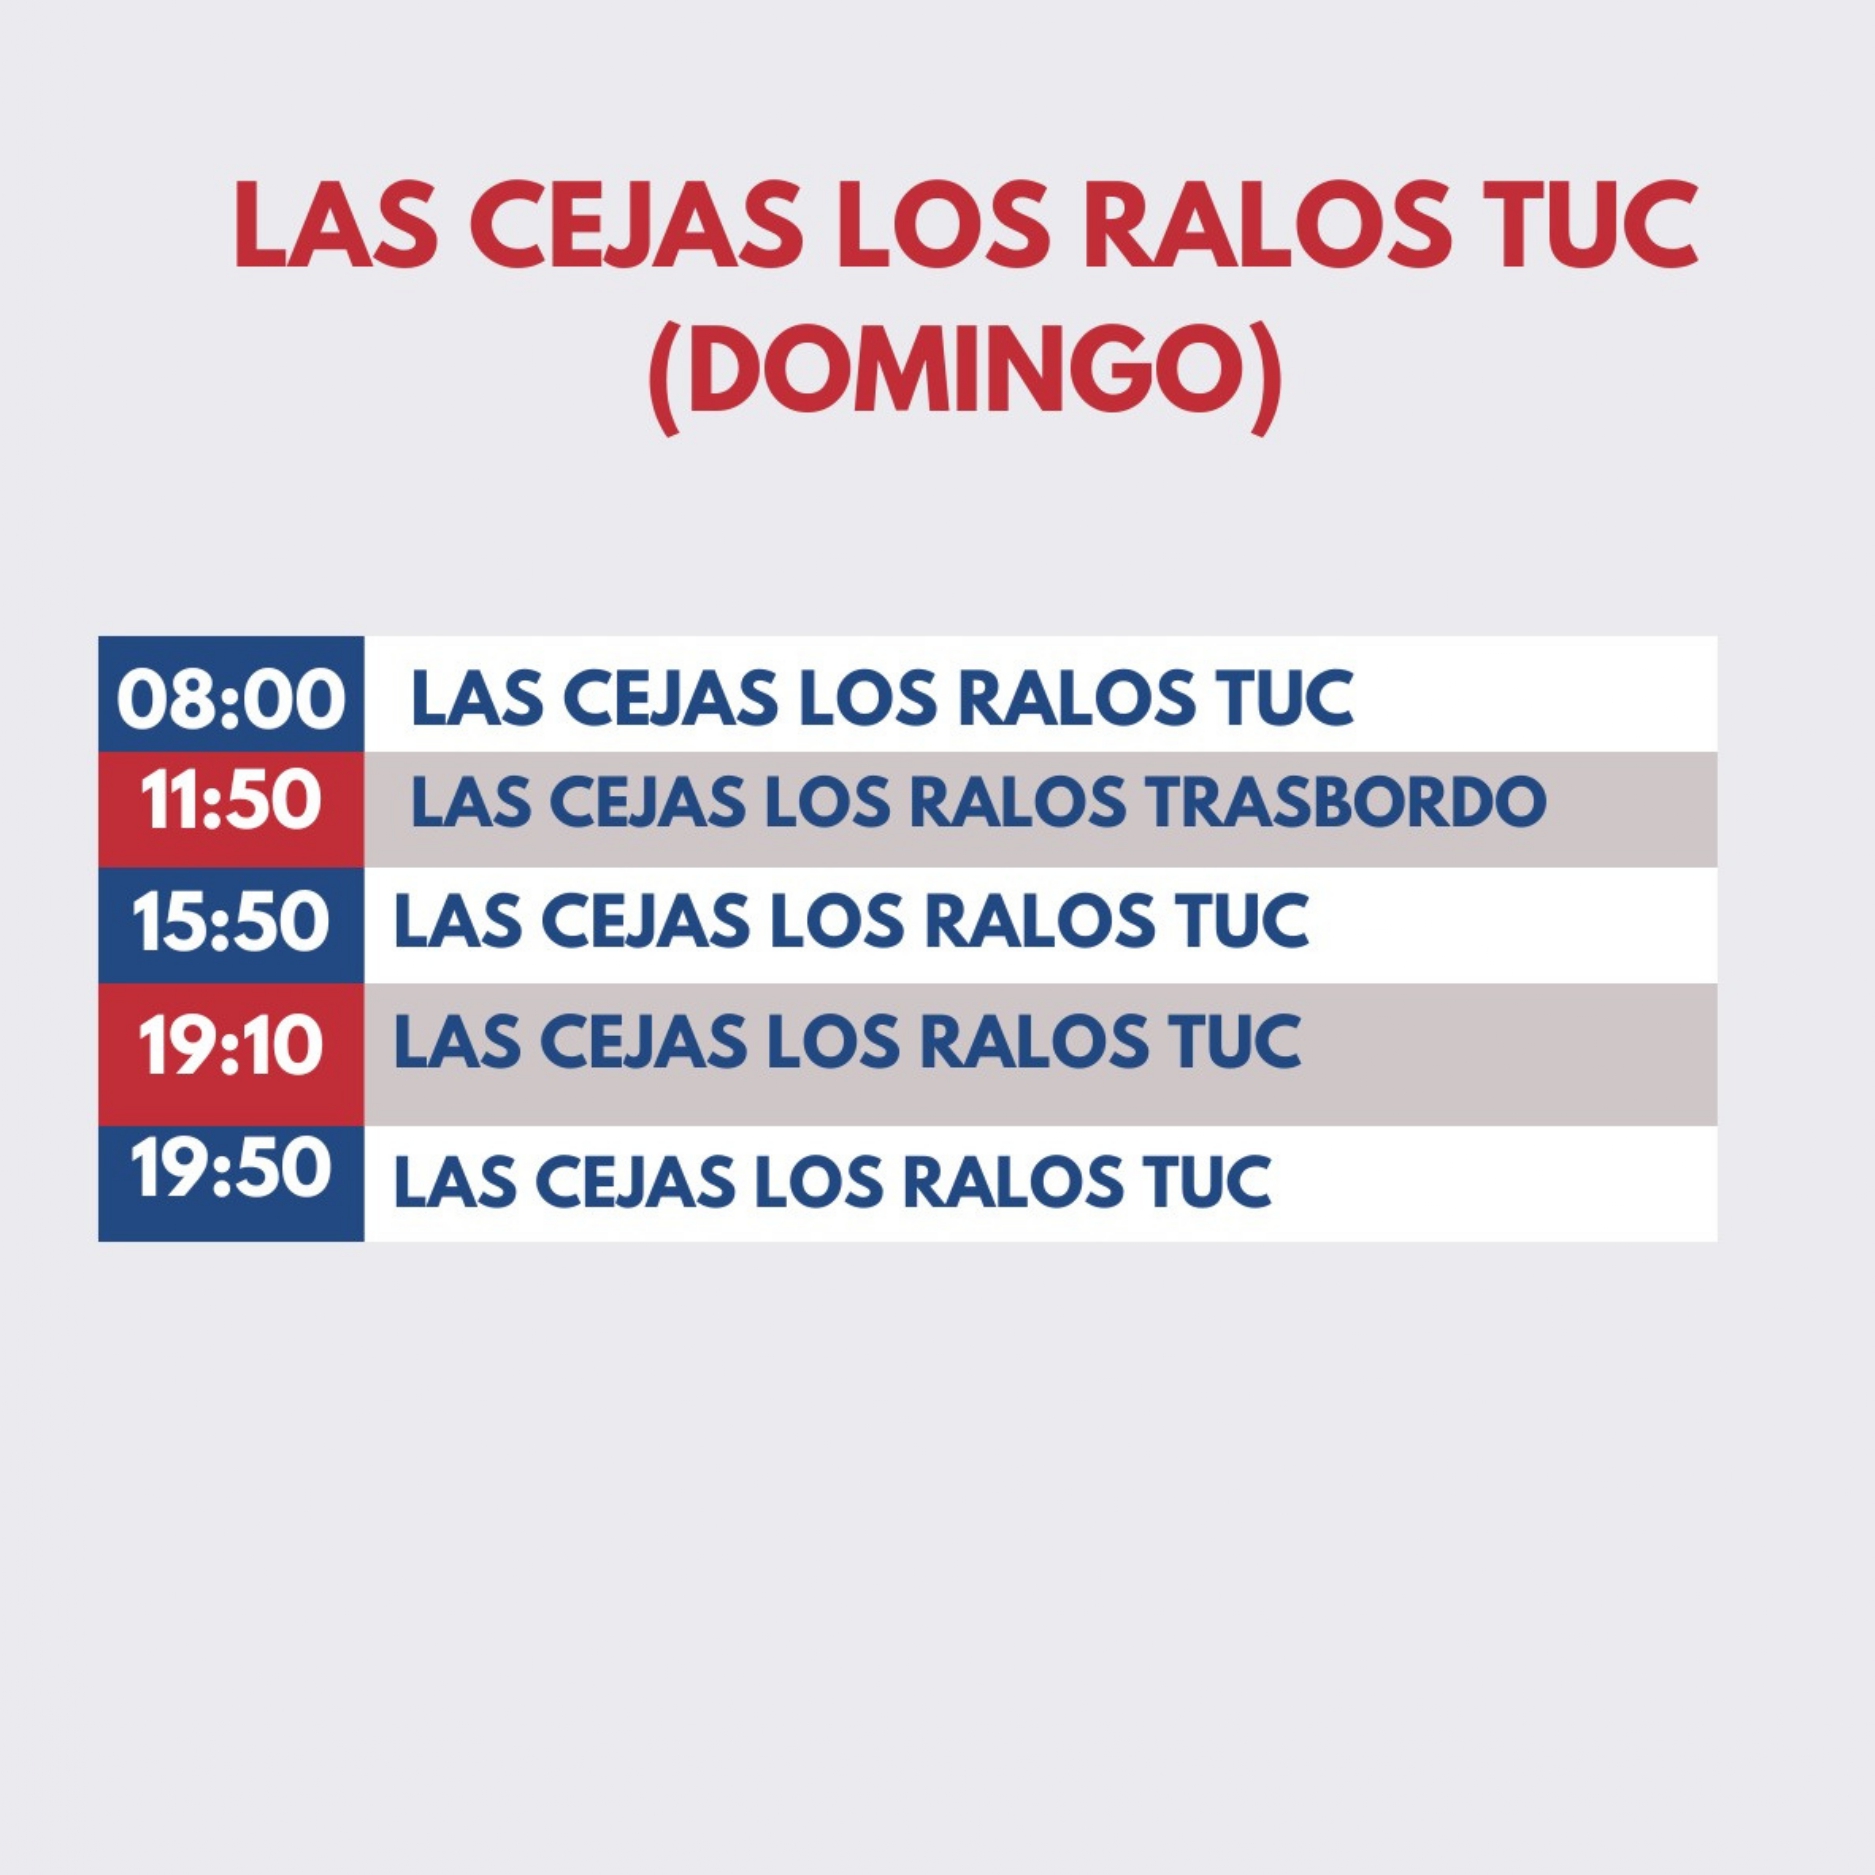 LAS CEJAS LOS RALOS TUC
(DOMINGO)
08:00 LAS CEJAS LOS RALOS TUC
11:50 LAS CEJAS LOS RALOS TRASBORDO
15:50 LAS CEJAS LOS RALOS TUC
19:10 LAS CEJAS LOS RALOS TUC
19:50 LAS CEJAS LOS RALOS TUC